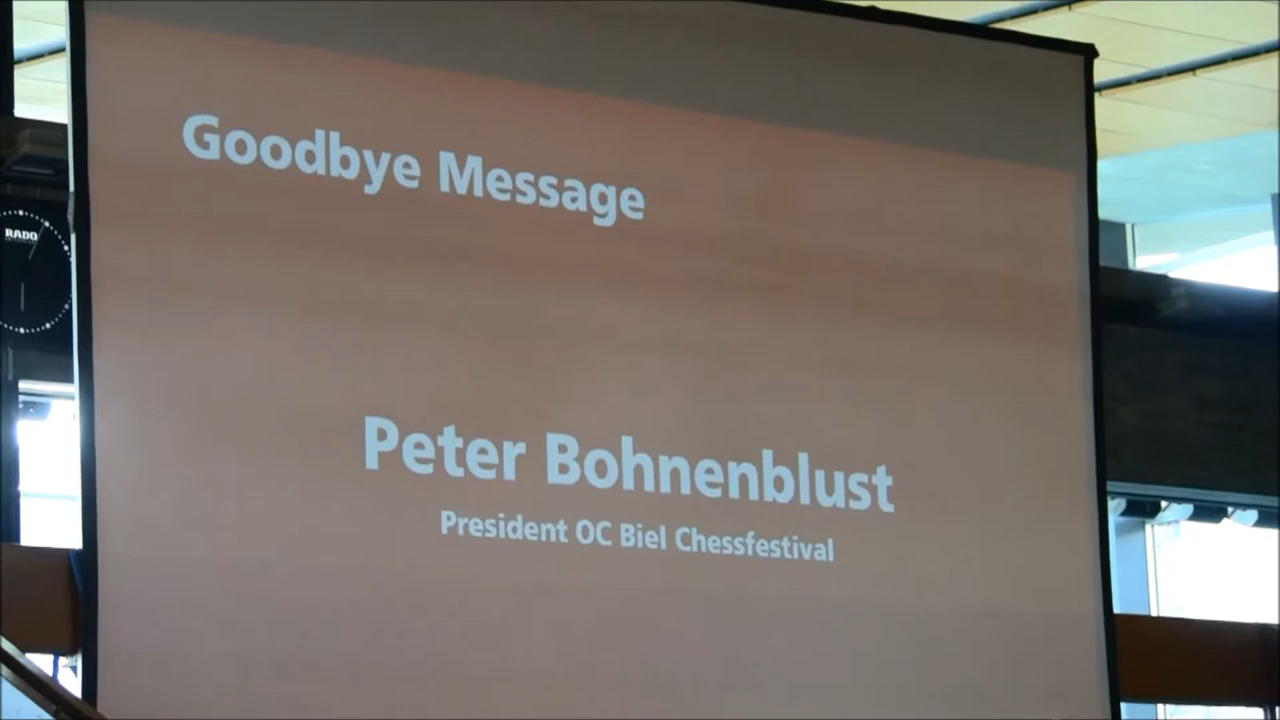 Goodbye Message
RADO
Peter Bohnenblust
President OC Biel Chessfestival